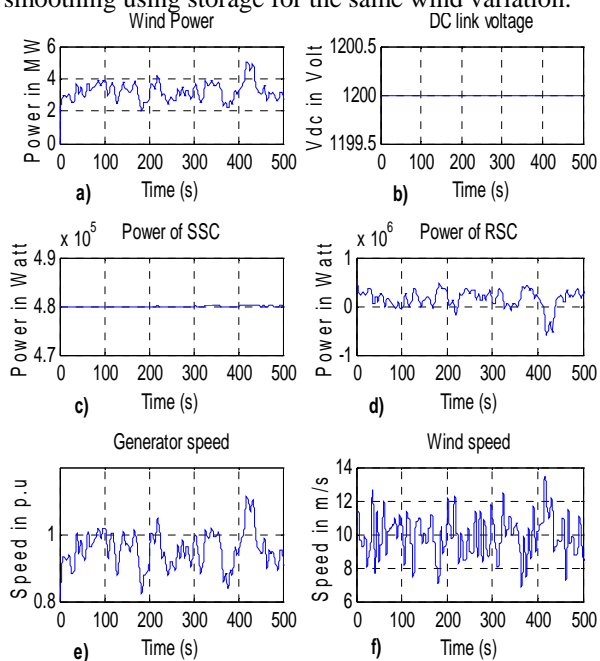 smoothing using storage for the same wind variation.
Wind Power
Power in MW
6
4
2
0
0 100 200 300 400 500
Time (s)
a)
DC link voltage
Vdc in Volt
1200.5
1200
1199.5
0 100 200 300 400 500
Time (s)
b)
Power of SSC
x 10^5
Power in Watt
4.9
4.8
4.7
0 100 200 300 400 500
Time (s)
c)
Power of RSC
x 10^6
Power in Watt
1
0
-1
0 100 200 300 400 500
Time (s)
d)
Generator speed
Speed in p.u
1
0.8
0 100 200 300 400 500
Time (s)
e)
Wind speed
Speed in m/s
14
12
10
8
6
0 100 200 300 400 500
Time (s)
f)